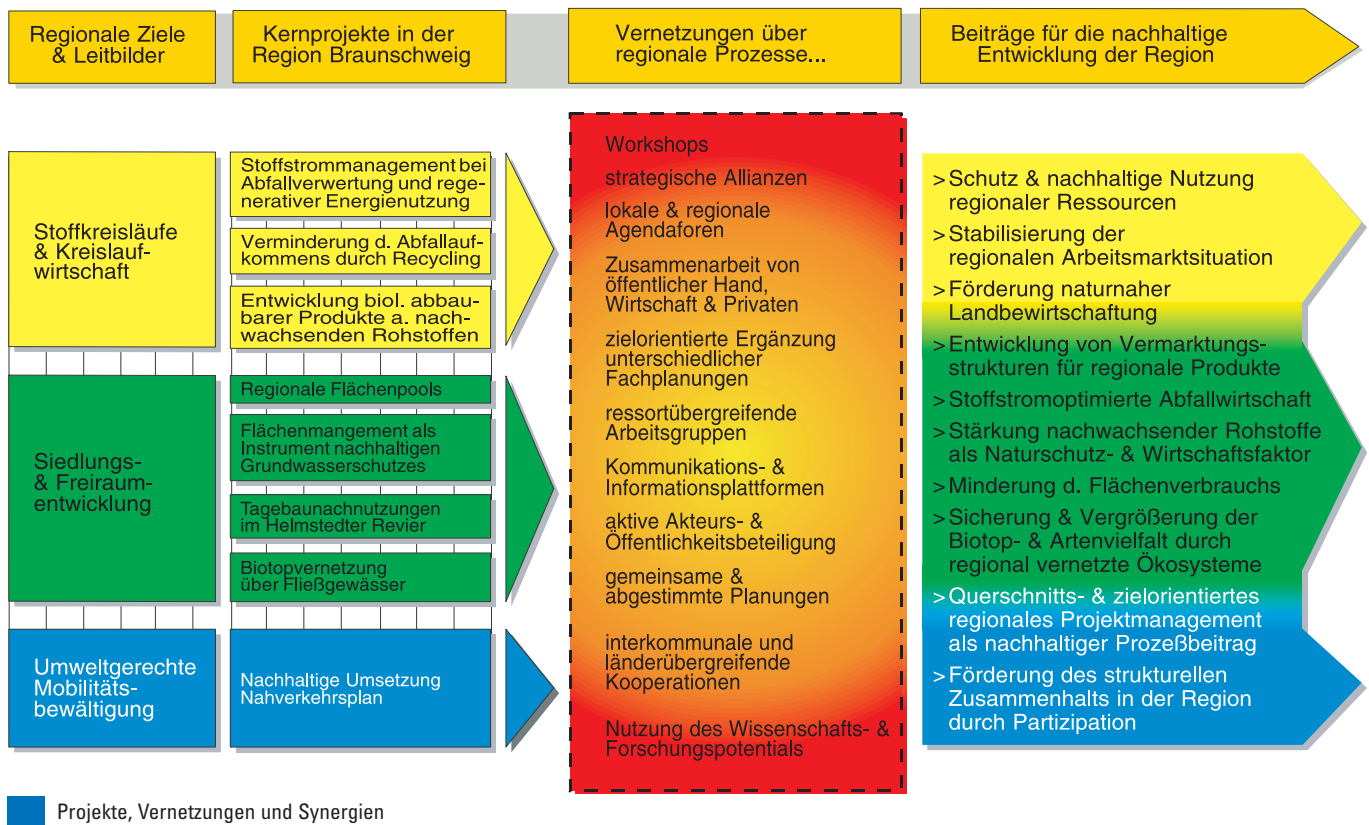 Regionale Ziele
& Leitbilder
Kernprojekte in der
Region Braunschweig
Vernetzungen über
regionale Prozesse...
Beiträge für die nachhaltige
Entwicklung der Region
Stoffkreisläufe
& Kreislauf-
wirtschaft
Stoffstrommanagement bei
Abfallverwertung und rege-
nerativer Energienutzung
Verminderung d. Abfallauf-
kommens durch Recycling
Entwicklung biol. abbau-
barer Produkte a. nach-
wachsenden Rohstoffen
Siedlungs-
& Freiraum-
entwicklung
Regionale Flächenpools
Flächenmangement als
Instrument nachhaltigen
Grundwasserschutzes
Tagebaunachnutzungen
im Helmstedter Revier
Biotopvernetzung
über Fließgewässer
Umweltgerechte
Mobilitäts-
bewältigung
Nachhaltige Umsetzung
Nahverkehrsplan
Workshops
strategische Allianzen
lokale & regionale
Agendaforen
Zusammenarbeit von
öffentlicher Hand,
Wirtschaft & Privaten
zielorientierte Ergänzung
unterschiedlicher
Fachplanungen
ressortübergreifende
Arbeitsgruppen
Kommunikations- &
Informationsplattformen
aktive Akteurs- &
Öffentlichkeitsbeteiligung
gemeinsame &
abgestimmte Planungen
interkommunale und
länderübergreifende
Kooperationen
Nutzung des Wissenschafts- &
Forschungspotentials
>Schutz & nachhaltige Nutzung
regionaler Ressourcen
>Stabilisierung der
regionalen Arbeitsmarktsituation
>Förderung naturnaher
Landbewirtschaftung
>Entwicklung von Vermarktungs-
strukturen für regionale Produkte
>Stoffstromoptimierte Abfallwirtschaft
>Stärkung nachwachsender Rohstoffe
als Naturschutz- & Wirtschaftsfaktor
>Minderung d. Flächenverbrauchs
>Sicherung & Vergrößerung der
Biotop- & Artenvielfalt durch
regional vernetzte Ökosysteme
>Querschnitts- & zielorientiertes
regionales Projektmanagement
als nachhaltiger Prozeßbeitrag
>Förderung des strukturellen
Zusammenhalts in der Region
durch Partizipation
Projekte, Vernetzungen und Synergien